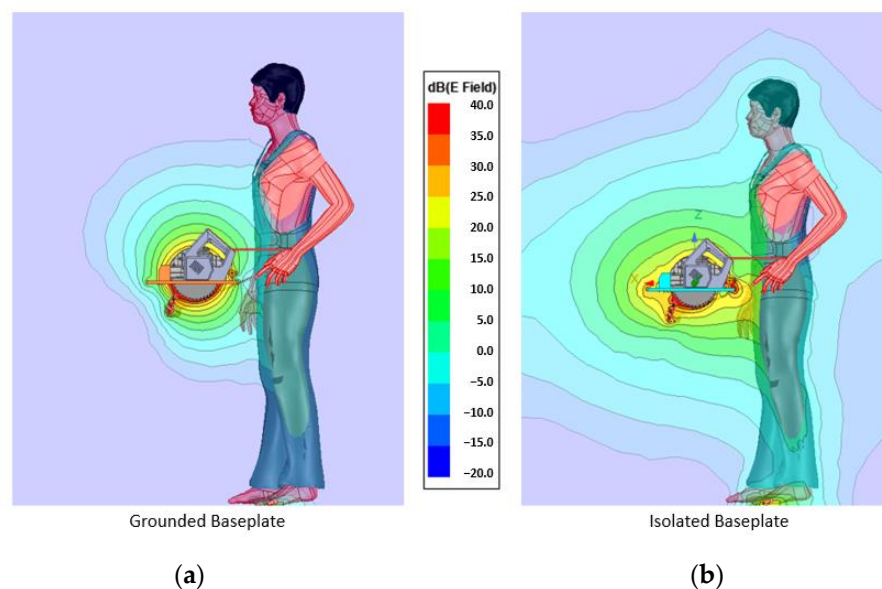 dB(E Field)
40.0
35.0
30.0
25.0
20.0
15.0
10.0
5.0
0.0
−5.0
−10.0
−15.0
−20.0
Z
X
Grounded Baseplate
Isolated Baseplate
(a)
(b)